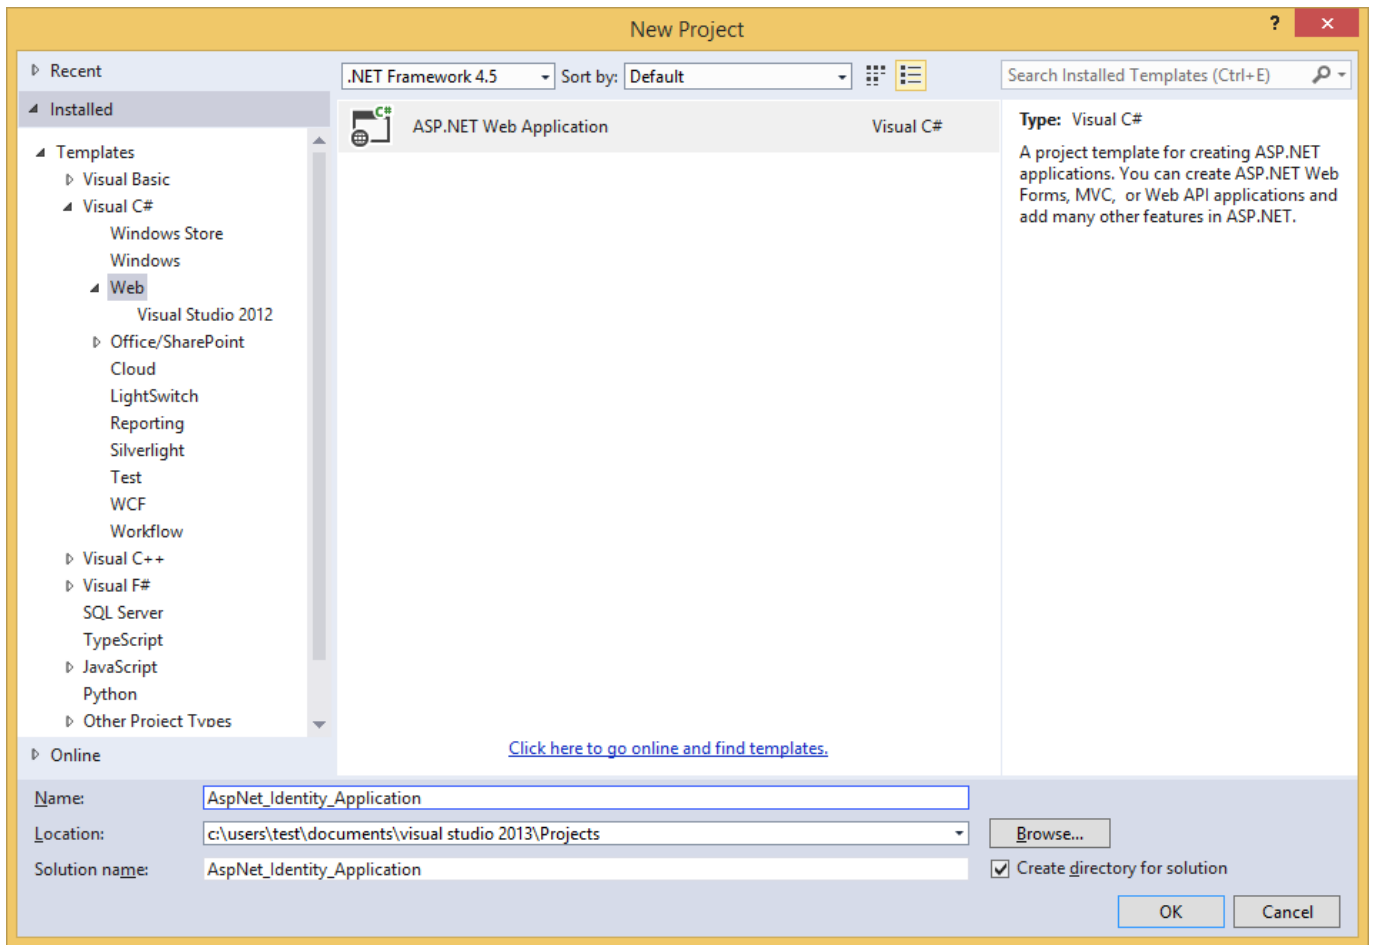 New Project
?
Recent
.NET Framework 4.5
Sort by:
Default
Search Installed Templates (Ctrl+E)
Installed
Templates
Visual Basic
Visual C#
Windows Store
Windows
Web
Visual Studio 2012
Office/SharePoint
Cloud
LightSwitch
Reporting
Silverlight
Test
WCF
Workflow
Visual C++
Visual F#
SQL Server
TypeScript
JavaScript
Python
Other Project Types
Online
C#
ASP.NET Web Application
Visual C#
Click here to go online and find templates.
Type: Visual C#
A project template for creating ASP.NET
applications. You can create ASP.NET Web
Forms, MVC, or Web API applications and
add many other features in ASP.NET.
Name:
AspNet_Identity_Application
Location:
c:\users\test\documents\visual studio 2013\Projects
Browse...
Solution name:
AspNet_Identity_Application
Create directory for solution
OK
Cancel